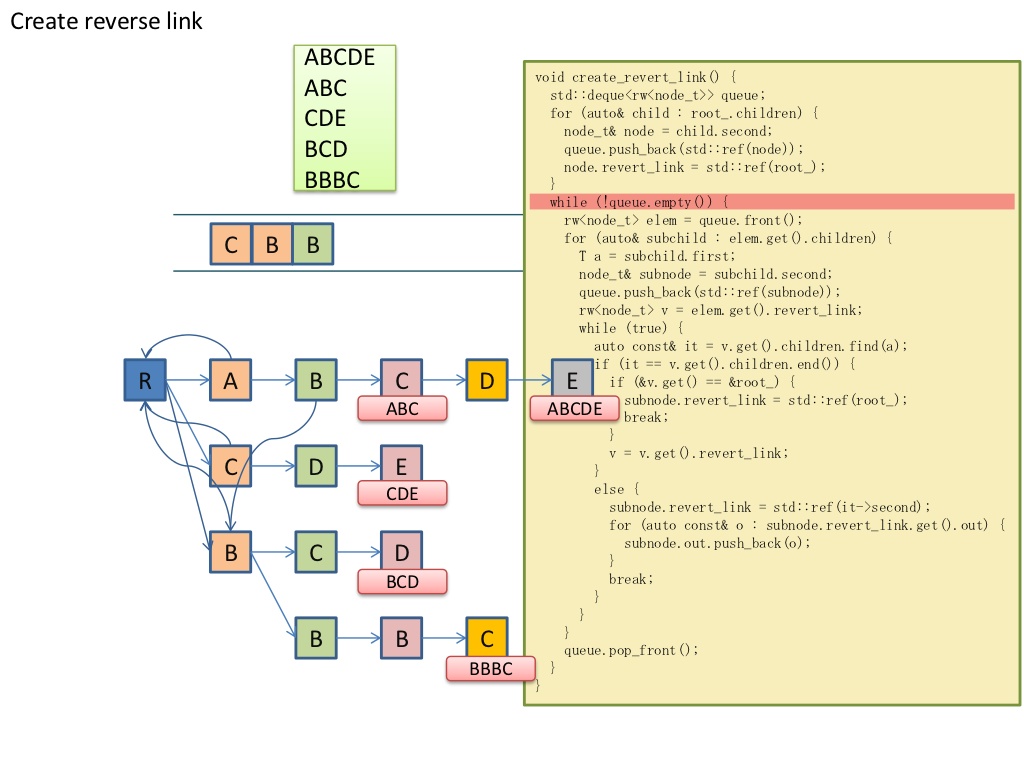 Create reverse link
ABCDE
ABC
CDE
BCD
BBBC
C B B
void create_revert_link() {
std::deque<rw<node_t>> queue;
for (auto& child : root_.children) {
node_t& node = child.second;
queue.push_back(std::ref(node));
node.revert_link = std::ref(root_);
}
while (!queue.empty()) {
rw<node_t> elem = queue.front();
for (auto& subchild : elem.get().children) {
T a = subchild.first;
node_t& subnode = subchild.second;
queue.push_back(std::ref(subnode));
rw<node_t> v = elem.get().revert_link;
while (true) {
auto const& it = v.get().children.find(a);
if (it == v.get().children.end()) {
if (&v.get() == &root_) {
subnode.revert_link = std::ref(root_);
break;
}
v = v.get().revert_link;
}
else {
subnode.revert_link = std::ref(it->second);
for (auto const& o : subnode.revert_link.get().out) {
subnode.out.push_back(o);
}
break;
}
}
}
queue.pop_front();
}
}
R A B C D E
ABC ABCDE
C D E
CDE
B C D
BCD
B B C
BBBC